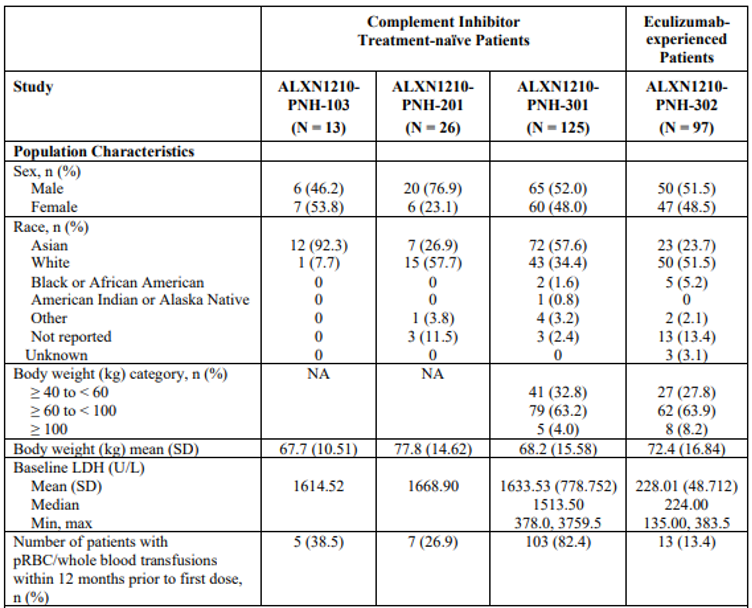 Complement Inhibitor
Treatment-naïve Patients
Eculizumab-
experienced
Patients
Study
ALXN1210-
PNH-103
(N = 13)
ALXN1210-
PNH-201
(N = 26)
ALXN1210-
PNH-301
(N = 125)
ALXN1210-
PNH-302
(N = 97)
Population Characteristics
Sex, n (%)
Male 6 (46.2) 20 (76.9) 65 (52.0) 50 (51.5)
Female 7 (53.8) 6 (23.1) 60 (48.0) 47 (48.5)
Race, n (%)
Asian 12 (92.3) 7 (26.9) 72 (57.6) 23 (23.7)
White 1 (7.7) 15 (57.7) 43 (34.4) 50 (51.5)
Black or African American 0 0 2 (1.6) 5 (5.2)
American Indian or Alaska Native 0 0 1 (0.8) 0
Other 0 1 (3.8) 4 (3.2) 2 (2.1)
Not reported 0 3 (11.5) 3 (2.4) 13 (13.4)
Unknown 0 0 0 3 (3.1)
Body weight (kg) category, n (%) NA NA
≥ 40 to < 60 41 (32.8) 27 (27.8)
≥ 60 to < 100 79 (63.2) 62 (63.9)
≥ 100 5 (4.0) 8 (8.2)
Body weight (kg) mean (SD) 67.7 (10.51) 77.8 (14.62) 68.2 (15.58) 72.4 (16.84)
Baseline LDH (U/L)
Mean (SD) 1614.52 1668.90 1633.53 (778.752) 228.01 (48.712)
Median 1513.50 224.00
Min, max 378.0, 3759.5 135.00, 383.5
Number of patients with 5 (38.5) 7 (26.9) 103 (82.4) 13 (13.4)
pRBC/whole blood transfusions
within 12 months prior to first dose,
n (%)